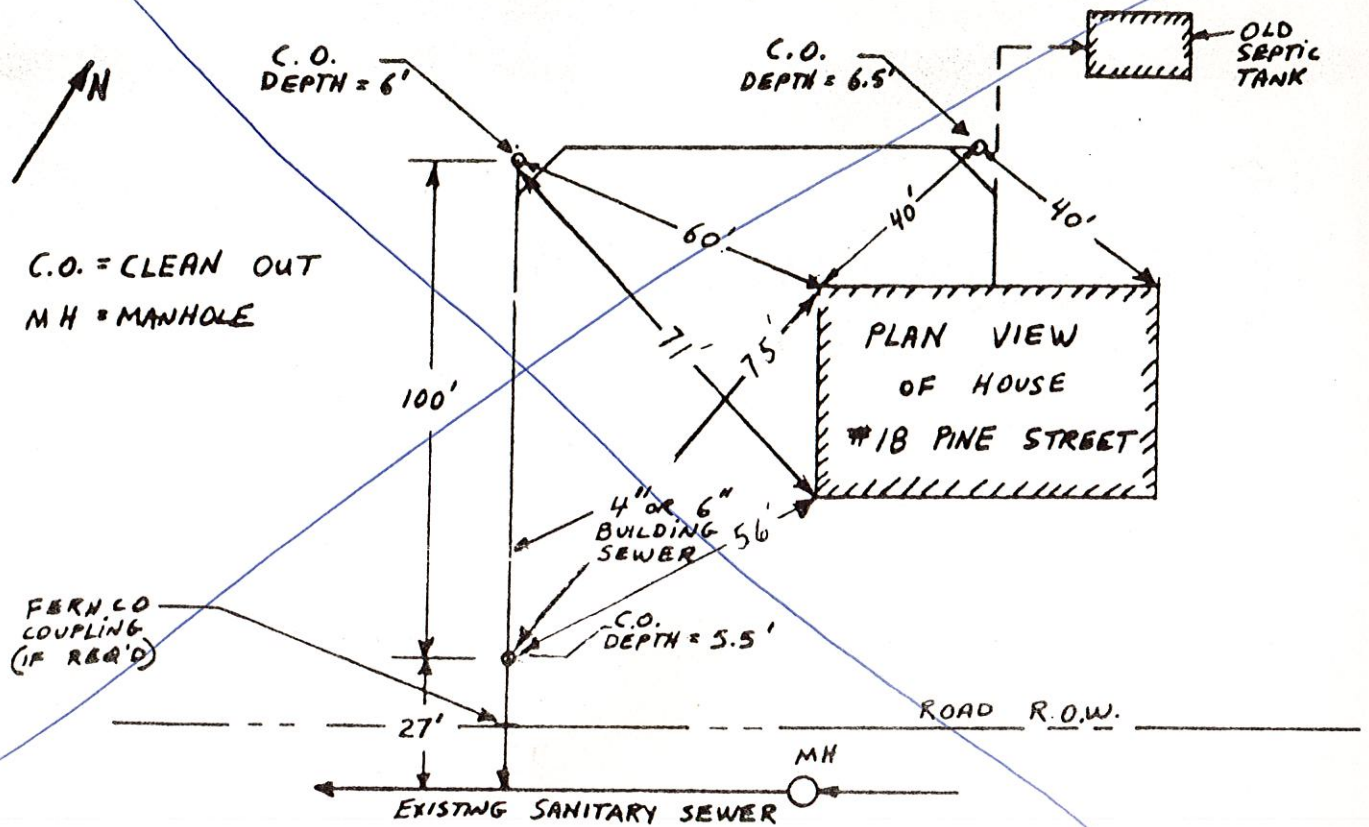 C.O.
DEPTH = 6'
C.O.
DEPTH = 6.5'
OLD
SEPTIC
TANK
N
C.O. = CLEAN OUT
MH = MANHOLE
60'
40'
40'
71'
75'
100'
PLAN VIEW
OF HOUSE
#18 PINE STREET
4" OR 6"
BUILDING
SEWER
56'
FERNCO
COUPLING
(IF REQ'D)
C.O.
DEPTH = 5.5'
27'
ROAD R.O.W.
MH
EXISTING SANITARY SEWER